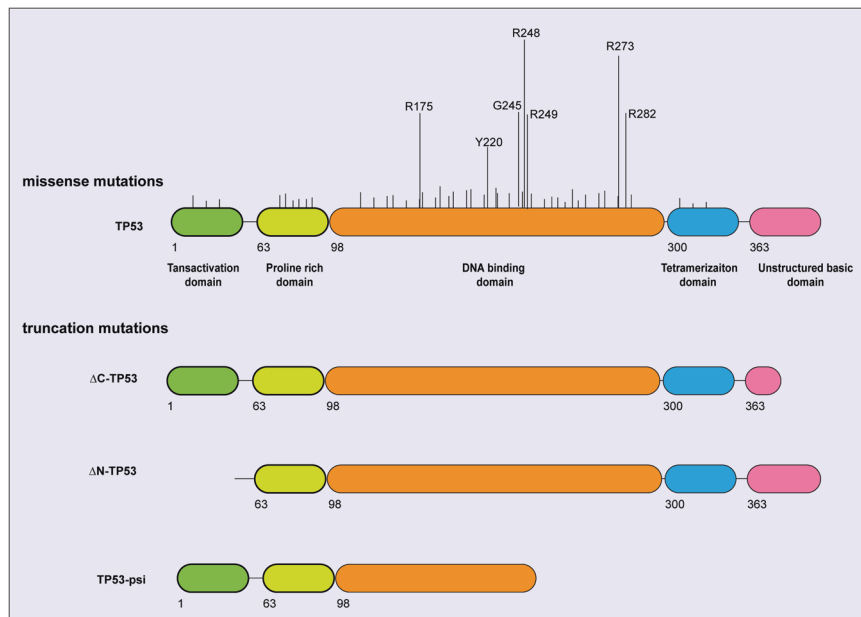 R248
R273
R175
G245
R249
R282
Y220
missense mutations
TP53
1 63 98 300 363
Tansactivation domain
Proline rich domain
DNA binding domain
Tetramerizaiton domain
Unstructured basic domain
truncation mutations
ΔC-TP53
1 63 98 300 363
ΔN-TP53
63 98 300 363
TP53-psi
1 63 98